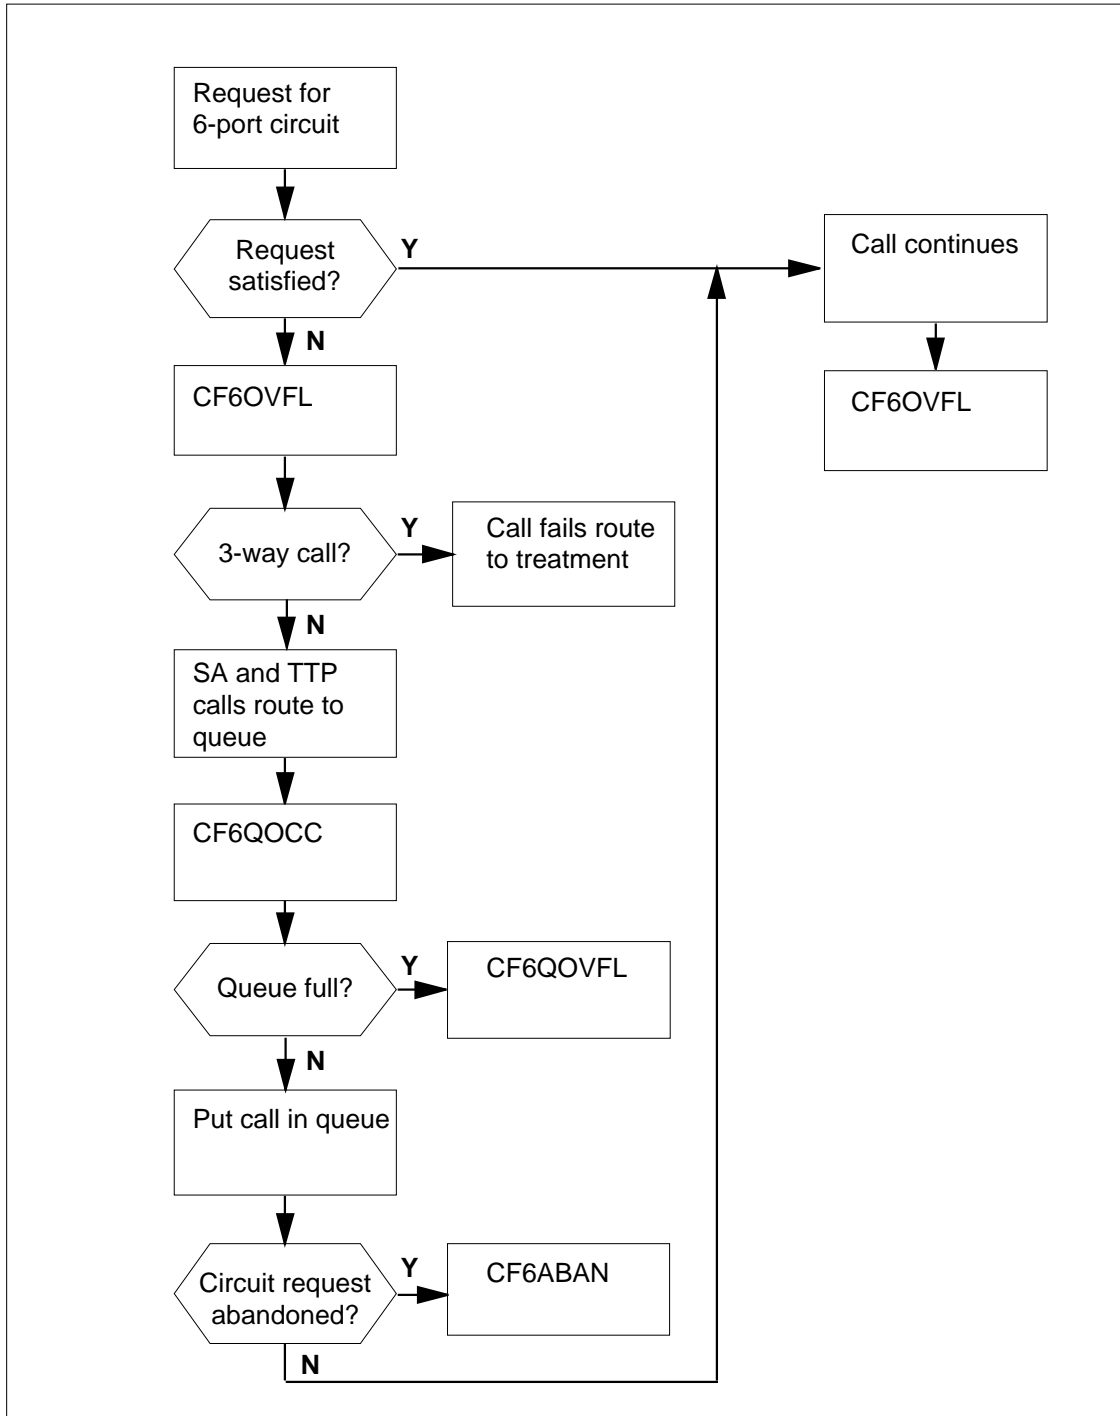 Request for
6-port circuit
Request
satisfied?
Y
Call continues
N
CF6OVFL
CF6OVFL
3-way call?
Y
Call fails route
to treatment
N
SA and TTP
calls route to
queue
CF6QOCC
Queue full?
Y
CF6QOVFL
N
Put call in queue
Circuit request
abandoned?
Y
CF6ABAN
N